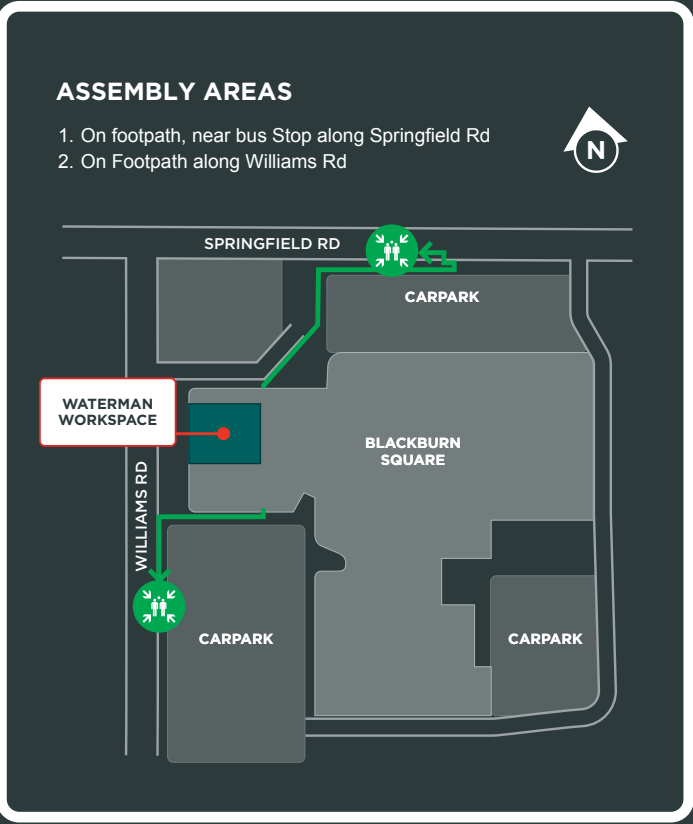 ASSEMBLY AREAS
1. On footpath, near bus Stop along Springfield Rd
2. On Footpath along Williams Rd
N
SPRINGFIELD RD
CARPARK
WATERMAN
WORKSPACE
BLACKBURN
SQUARE
WILLIAMS RD
CARPARK
CARPARK